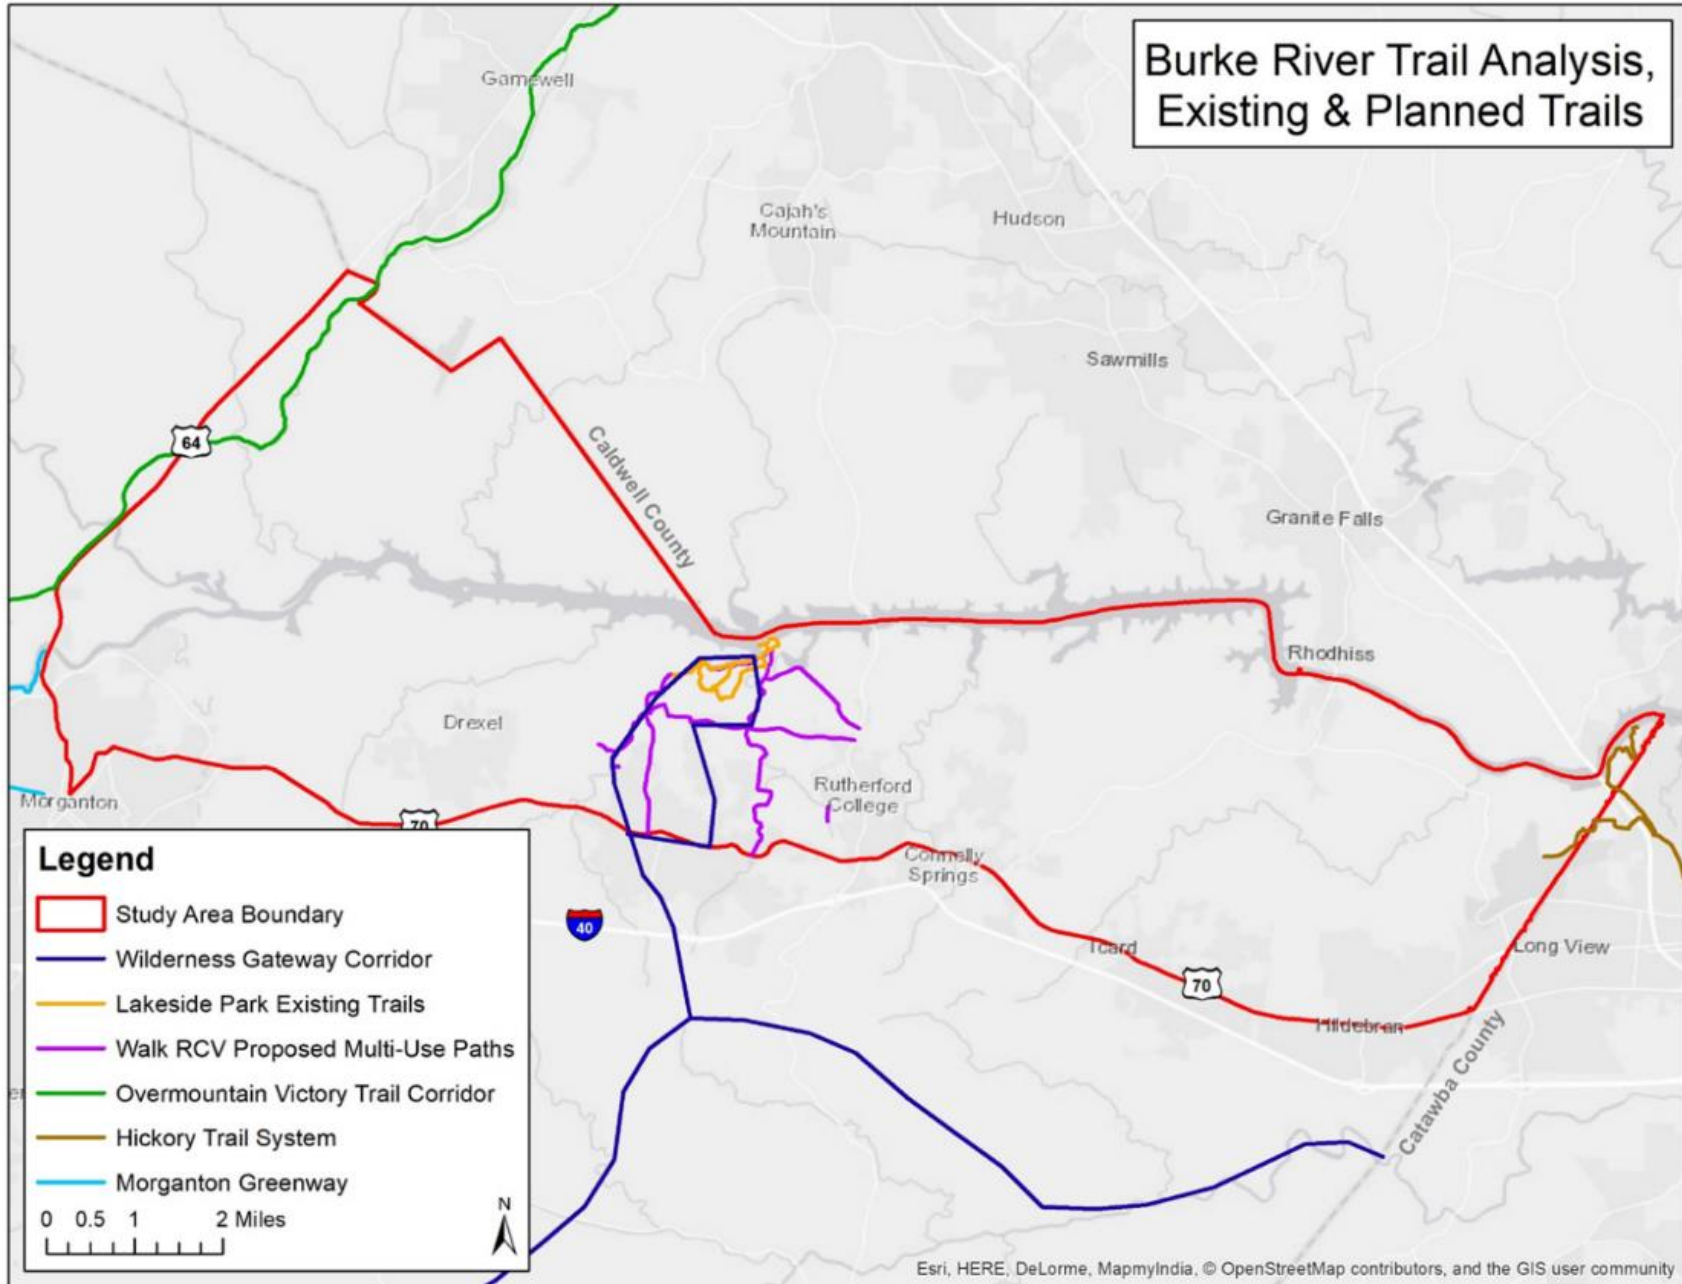 Burke River Trail Analysis,
Existing & Planned Trails
Gamewell
Cajah's
Mountain
Hudson
Sawmills
64
Caldwell County
Granite Falls
Rhodhiss
Drexel
Rutherford
College
Morganton
70
Connelly
Springs
40
Icard
Long View
70
Hildebran
Catawba County
Legend
Study Area Boundary
Wilderness Gateway Corridor
Lakeside Park Existing Trails
Walk RCV Proposed Multi-Use Paths
Overmountain Victory Trail Corridor
Hickory Trail System
Morganton Greenway
0 0.5 1 2 Miles
N
Esri, HERE, DeLorme, MapmyIndia, © OpenStreetMap contributors, and the GIS user community